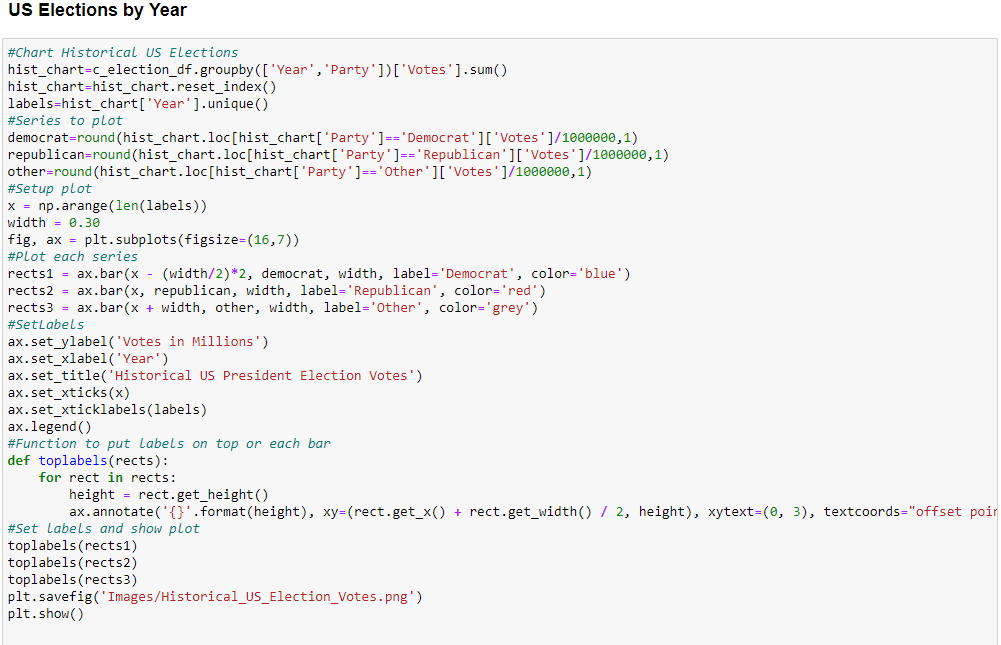 US Elections by Year
#Chart Historical US Elections
hist_chart=c_election_df.groupby(['Year','Party'])['Votes'].sum()
hist_chart=hist_chart.reset_index()
labels=hist_chart['Year'].unique()
#Series to plot
democrat=round(hist_chart.loc[hist_chart['Party']=='Democrat']['Votes']/1000000,1)
republican=round(hist_chart.loc[hist_chart['Party']=='Republican']['Votes']/1000000,1)
other=round(hist_chart.loc[hist_chart['Party']=='Other']['Votes']/1000000,1)
#Setup plot
x = np.arange(len(labels))
width = 0.30
fig, ax = plt.subplots(figsize=(16,7))
#Plot each series
rects1 = ax.bar(x - (width/2)*2, democrat, width, label='Democrat', color='blue')
rects2 = ax.bar(x, republican, width, label='Republican', color='red')
rects3 = ax.bar(x + width, other, width, label='Other', color='grey')
#SetLabels
ax.set_ylabel('Votes in Millions')
ax.set_xlabel('Year')
ax.set_title('Historical US President Election Votes')
ax.set_xticks(x)
ax.set_xticklabels(labels)
ax.legend()
#Function to put labels on top or each bar
def toplabels(rects):
    for rect in rects:
        height = rect.get_height()
        ax.annotate('{}'.format(height), xy=(rect.get_x() + rect.get_width() / 2, height), xytext=(0, 3), textcoords="offset
#Set labels and show plot
toplabels(rects1)
toplabels(rects2)
toplabels(rects3)
plt.savefig('Images/Historical_US_Election_Votes.png')
plt.show()